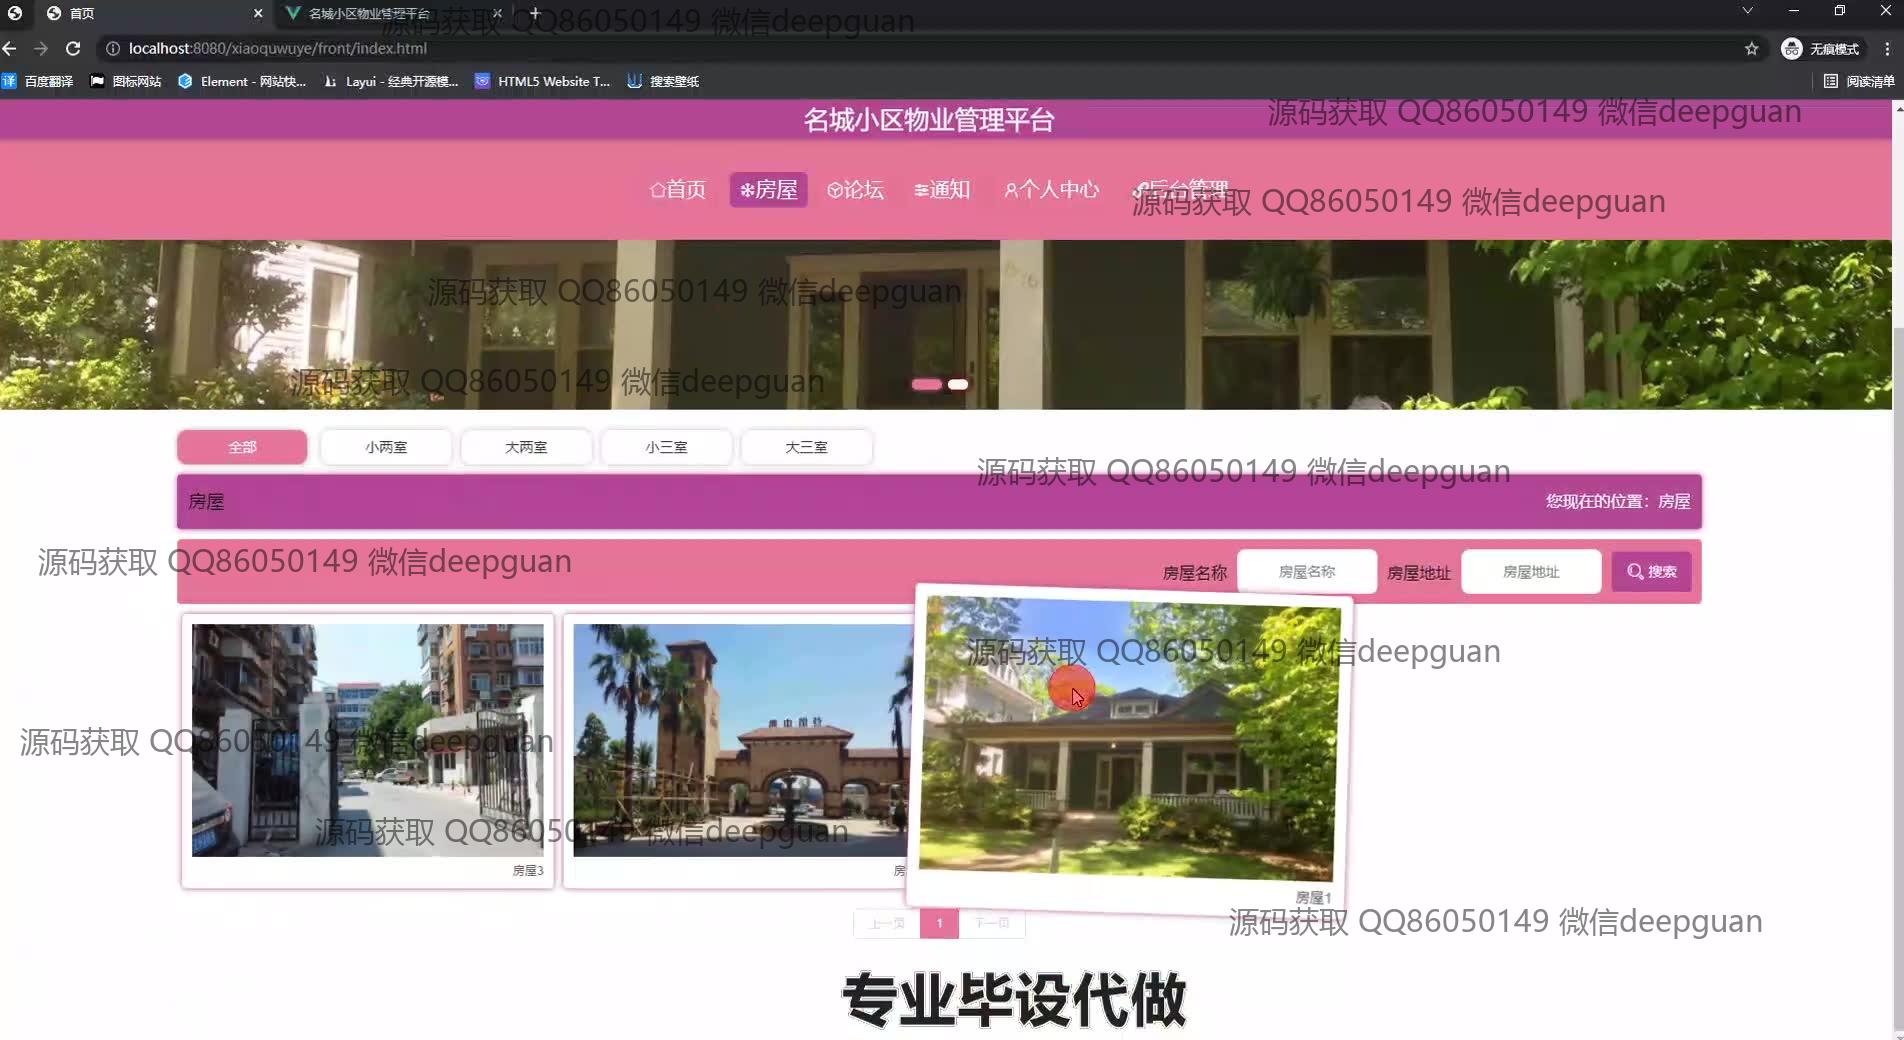 首页
名城小区物业管理平台
源码获取 QQ86050149 微信deepguan
localhost:8080/xiaoquwuye/front/index.html
无痕模式
百度翻译
图标网站
Element - 网站快...
Layui - 经典开源模...
HTML5 Website T...
搜索壁纸
阅读清单
名城小区物业管理平台
源码获取 QQ86050149 微信deepguan
首页
房屋
论坛
通知
个人中心
后台管理
源码获取 QQ86050149 微信deepguan
源码获取 QQ86050149 微信deepguan
源码获取 QQ86050149 微信deepguan
全部
小两室
大两室
小三室
大三室
源码获取 QQ86050149 微信deepguan
房屋
您现在的位置：房屋
源码获取 QQ86050149 微信deepguan
房屋名称
房屋名称
房屋地址
房屋地址
搜索
源码获取 QQ86050149 微信deepguan
源码获取 QQ86050149 微信deepguan
源码获取 QQ86050149 微信deepguan
房屋3
房
房屋1
上一页
1
下一页
源码获取 QQ86050149 微信deepguan
专业毕设代做